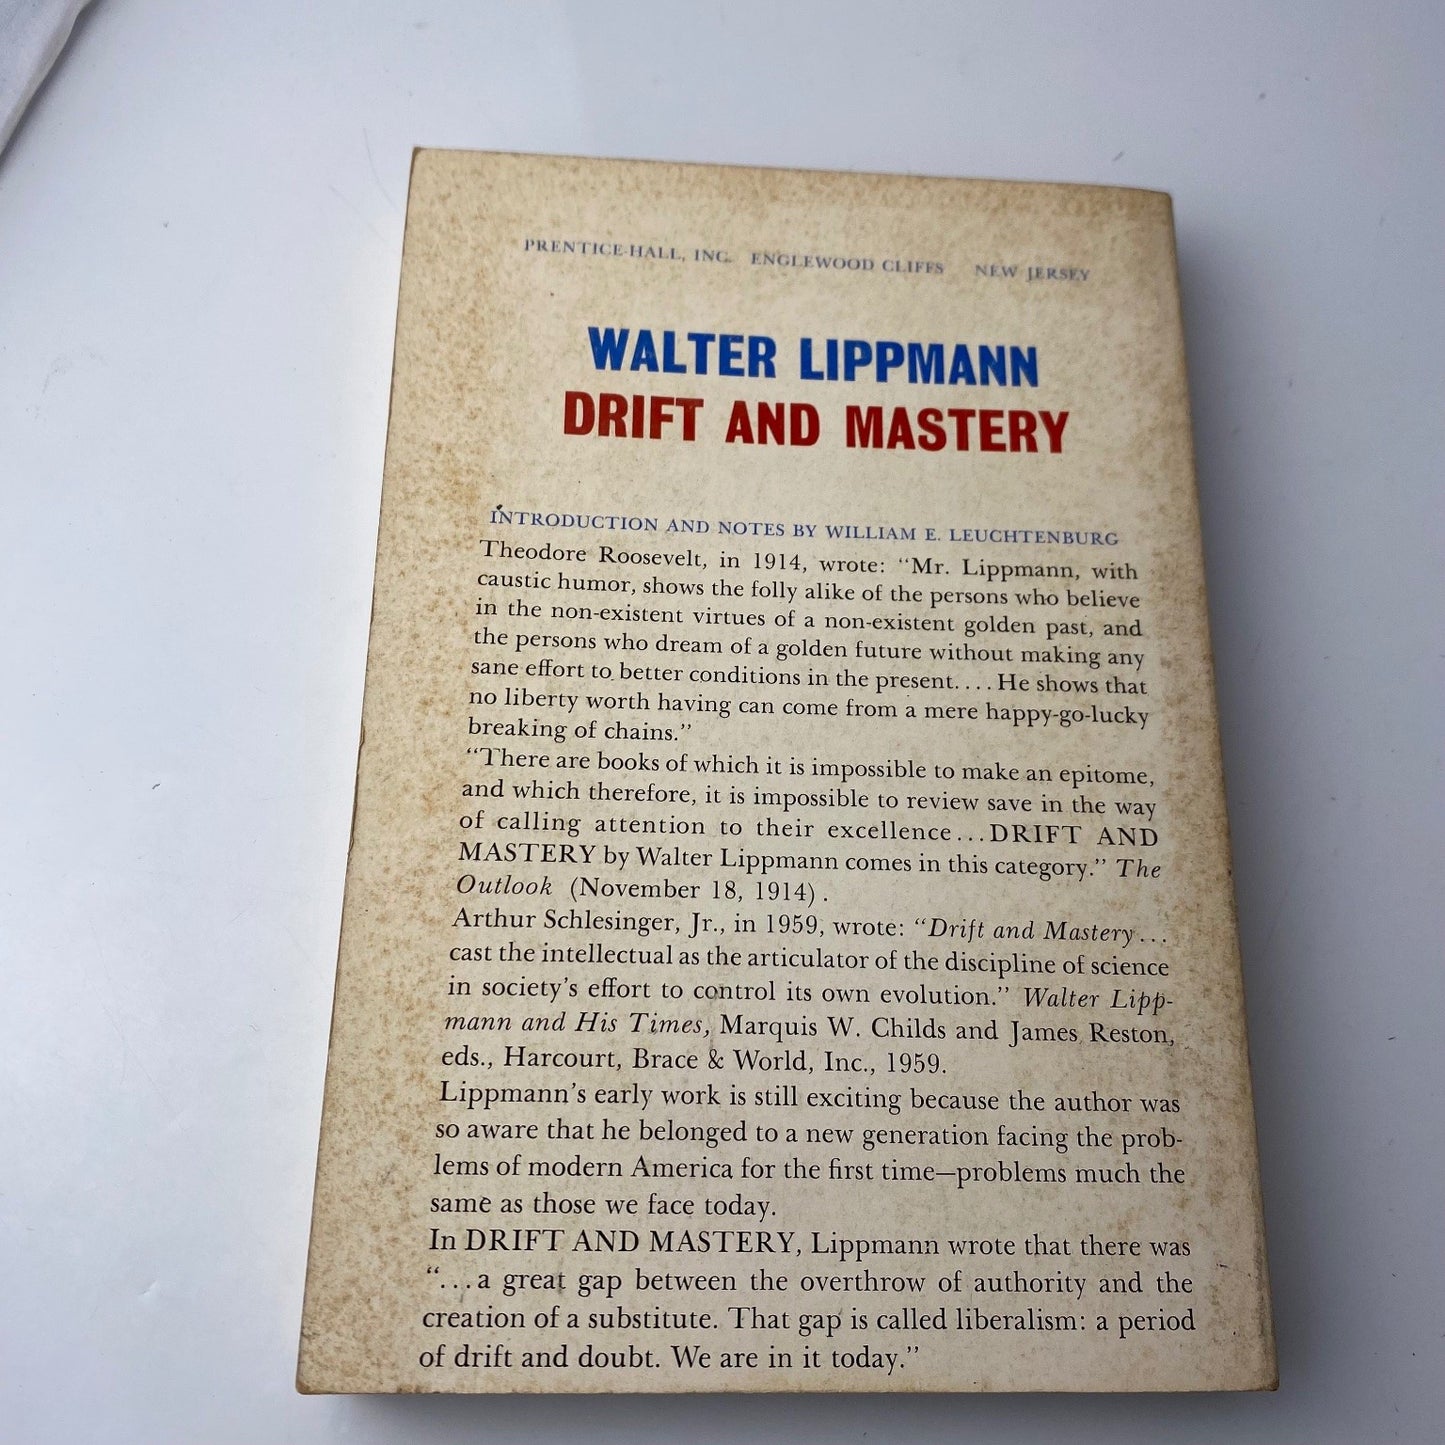 PRENTICE-HALL, INC. ENGLEWOOD CLIFFS NEW JERSEY
WALTER LIPPMANN
DRIFT AND MASTERY
INTRODUCTION AND NOTES BY WILLIAM E. LEUCHTENBURG
Theodore Roosevelt, in 1914, wrote: “Mr. Lippmann, with
caustic humor, shows the folly alike of the persons who believe
in the non-existent virtues of a non-existent golden past, and
the persons who dream of a golden future without making any
sane effort to better conditions in the present.... He shows that
no liberty worth having can come from a mere happy-go-lucky
breaking of chains.”
“There are books of which it is impossible to make an epitome,
and which therefore, it is impossible to review save in the way
of calling attention to their excellence...DRIFT AND
MASTERY by Walter Lippmann comes in this category.” The
Outlook (November 18, 1914).
Arthur Schlesinger, Jr., in 1959, wrote: “Drift and Mastery...
cast the intellectual as the articulator of the discipline of science
in society’s effort to control its own evolution.” Walter Lipp-
mann and His Times, Marquis W. Childs and James Reston,
eds., Harcourt, Brace & World, Inc., 1959.
Lippmann’s early work is still exciting because the author was
so aware that he belonged to a new generation facing the prob-
lems of modern America for the first time—problems much the
same as those we face today.
In DRIFT AND MASTERY, Lippmann wrote that there was
“...a great gap between the overthrow of authority and the
creation of a substitute. That gap is called liberalism: a period
of drift and doubt. We are in it today.”